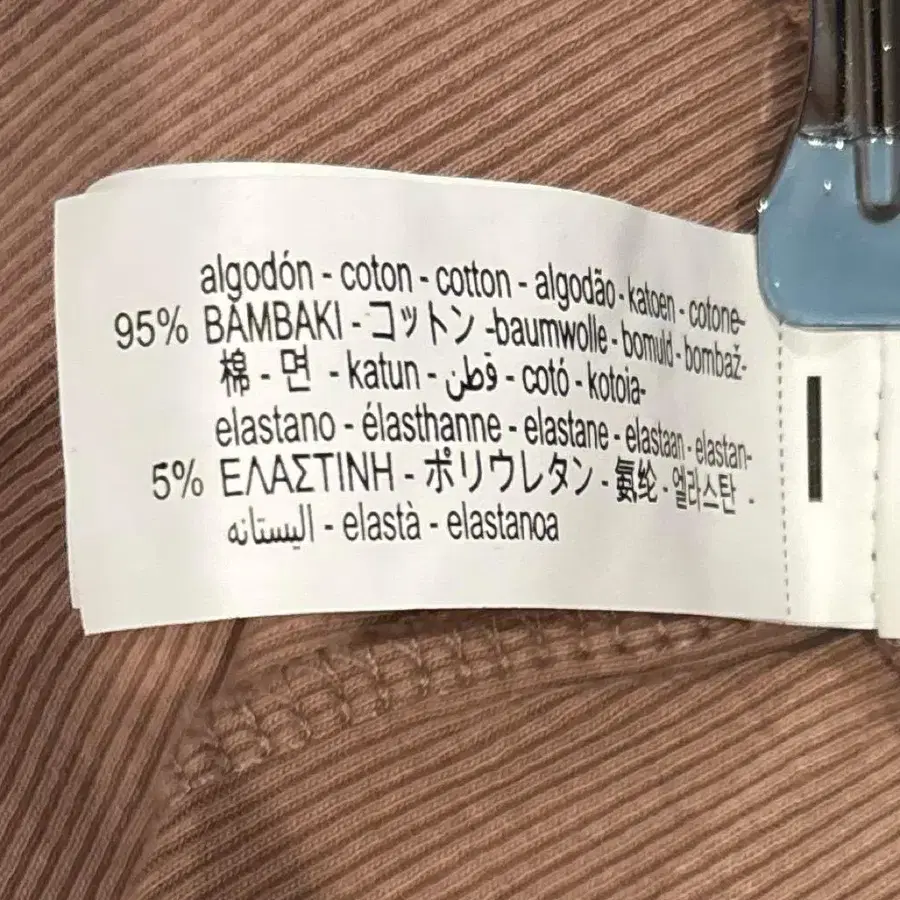 algodón - coton - cotton - algodão - katoen - cotone-
95% BAMBAKI - コットン -baumwolle - bomuld - bombaž-
棉 - 면 - katun - قطن - cotó - kotoia-
elastano - élasthanne - elastane - elastaan - elastan-
5% ΕΛΑΣΤΙΝΗ - ポリウレタン - 氨纶 - 엘라스탄 -
اليستانه - elastà - elastanoa